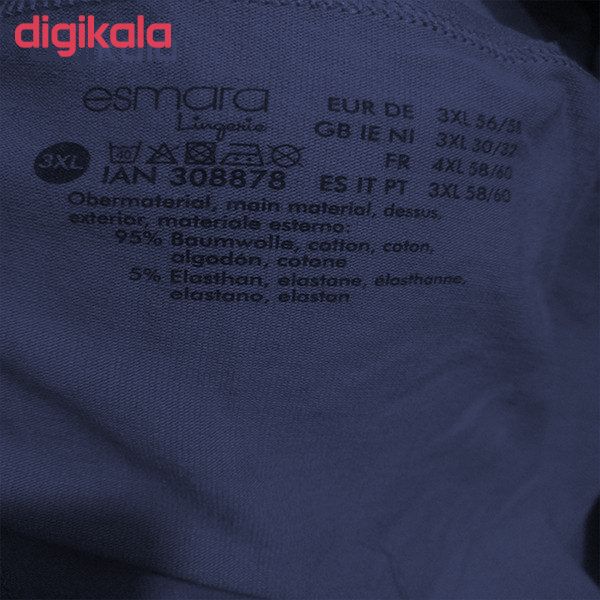 digikala
esmara
Lingerie
3XL
IAN 308878
EUR DE 3XL 56/58
GB IE NI 3XL 30/32
FR 4XL 58/60
ES IT PT 3XL 58/60
Obermaterial, main material, dessus,
exterior, materiale esterno:
95% Baumwolle, cotton, coton,
algodón, cotone
5% Elasthan, elastane, élasthanne,
elastano, elastan